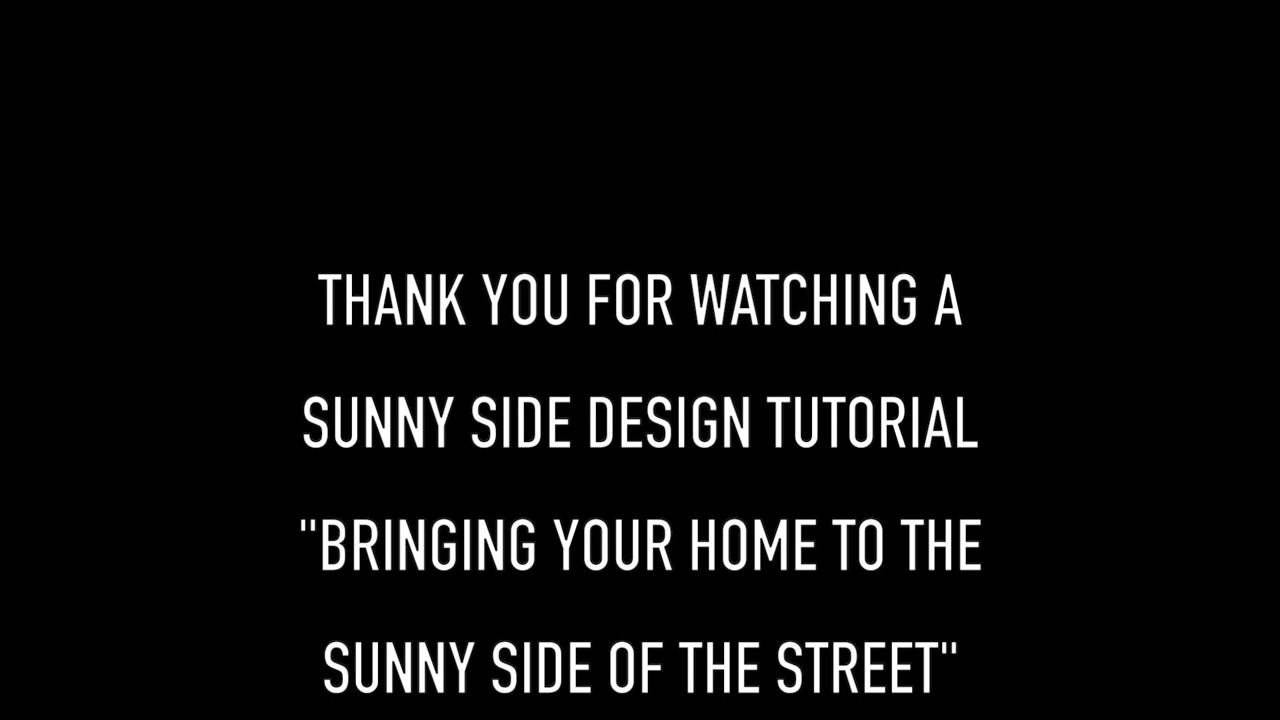 THANK YOU FOR WATCHING A
SUNNY SIDE DESIGN TUTORIAL
"BRINGING YOUR HOME TO THE
SUNNY SIDE OF THE STREET"